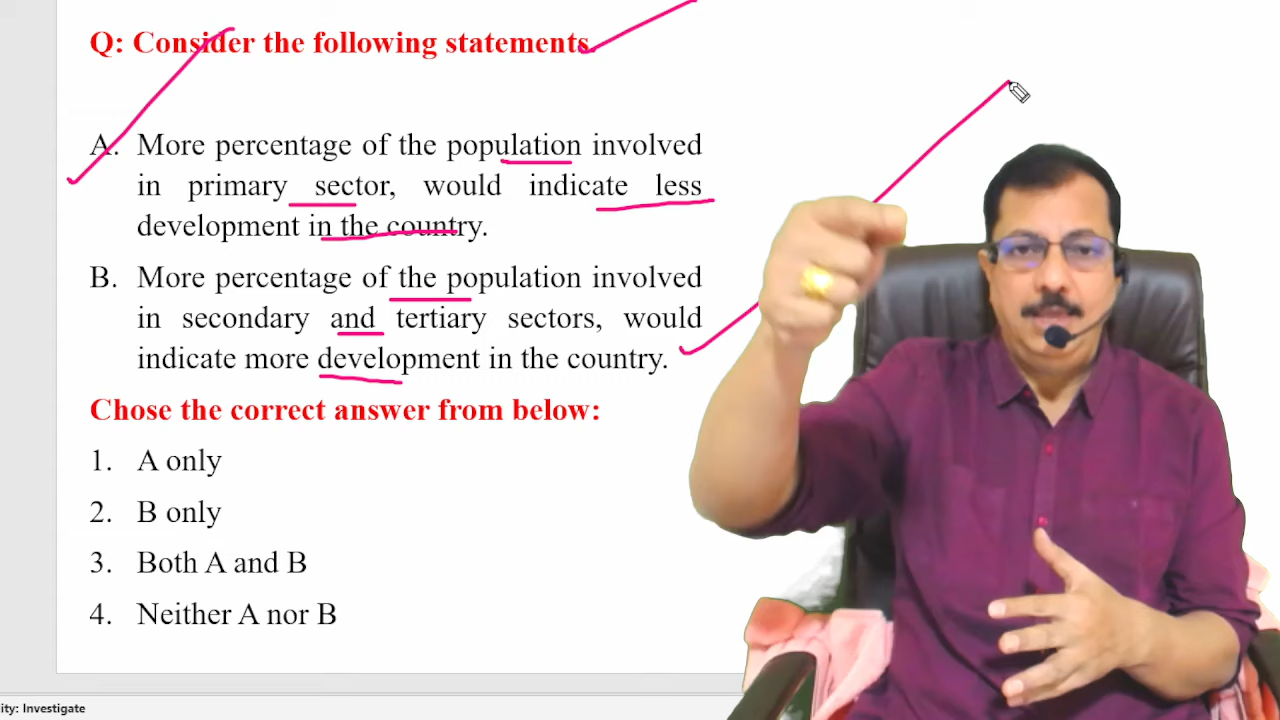 Q: Consider the following statements.
A. More percentage of the population involved
in primary sector, would indicate less
development in the country.
B. More percentage of the population involved
in secondary and tertiary sectors, would
indicate more development in the country.
Chose the correct answer from below:
1. A only
2. B only
3. Both A and B
4. Neither A nor B
ity: Investigate